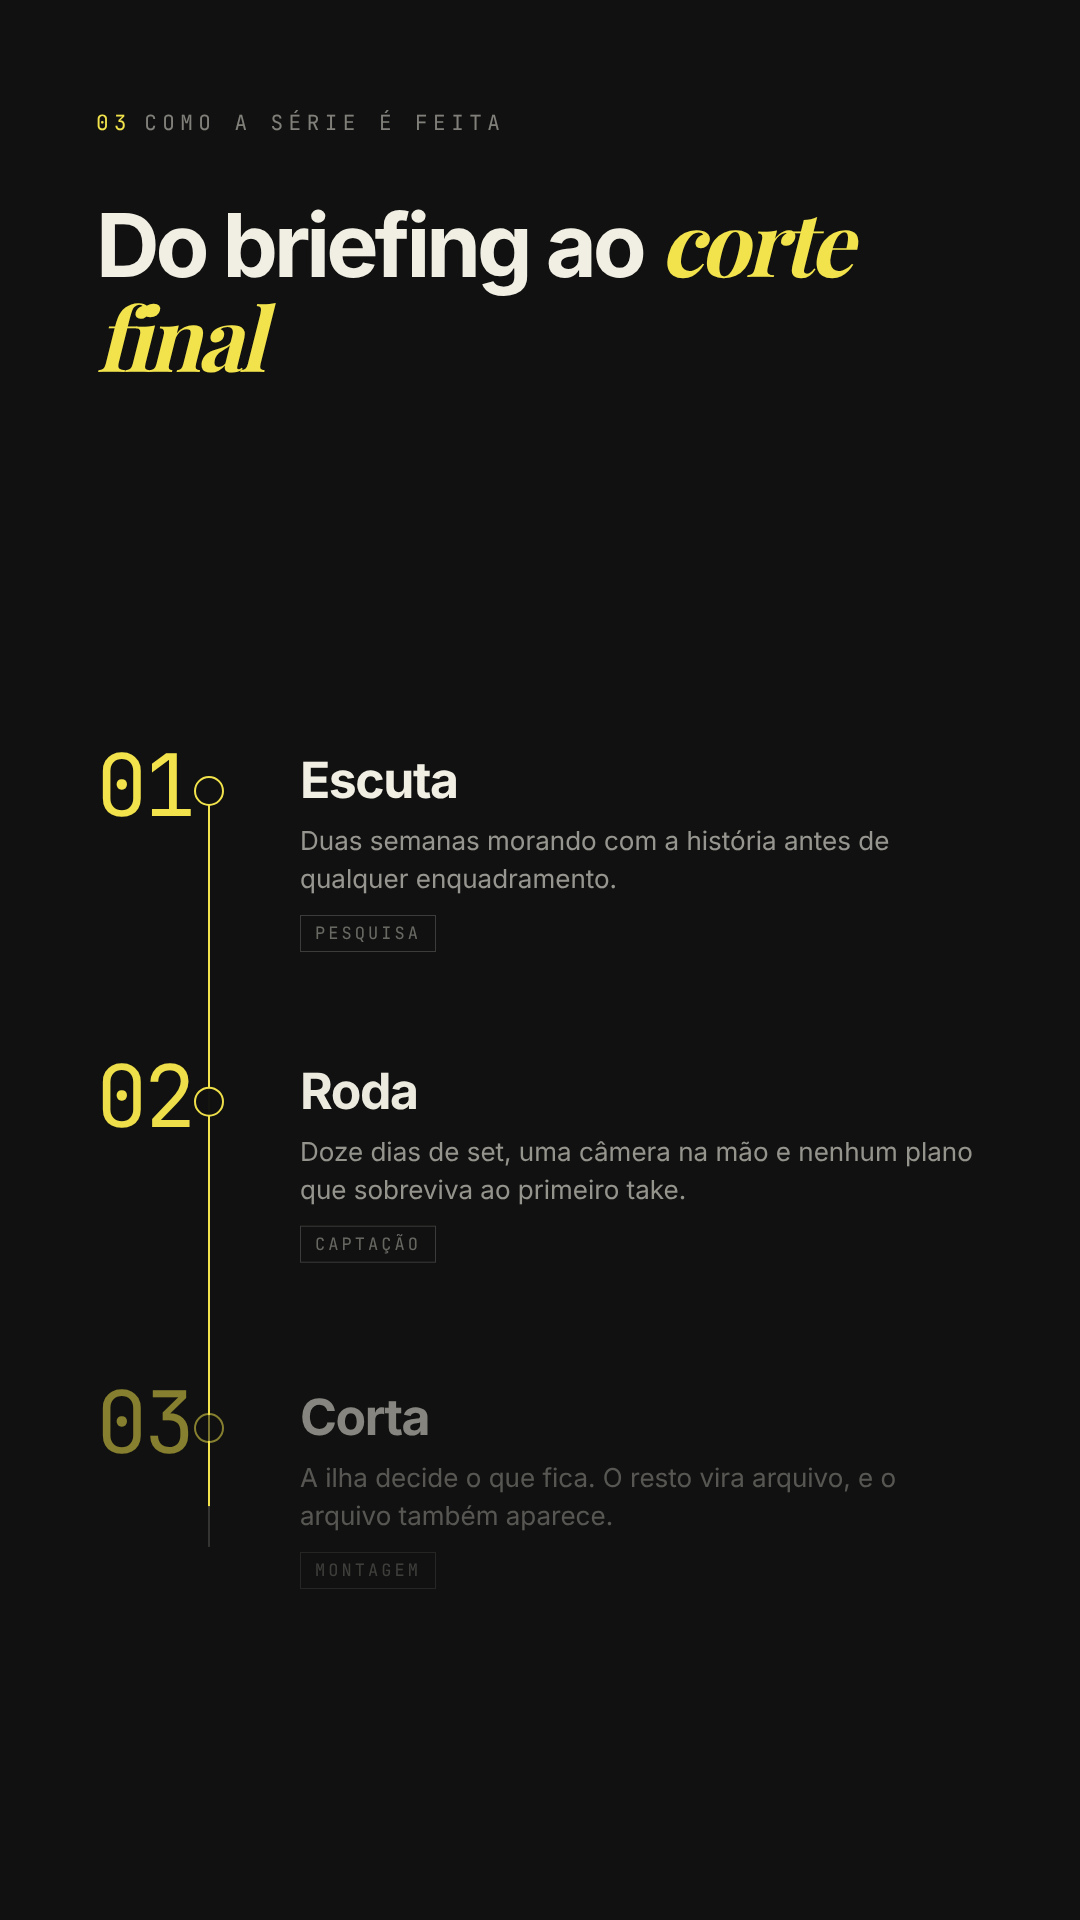 03 COMO A SÉRIE É FEITA
Do briefing ao corte
final
01
Escuta
Duas semanas morando com a história antes de
qualquer enquadramento.
PESQUISA
02
Roda
Doze dias de set, uma câmera na mão e nenhum plano
que sobreviva ao primeiro take.
CAPTAÇÃO
03
Corta
A ilha decide o que fica. O resto vira arquivo, e o
arquivo também aparece.
MONTAGEM